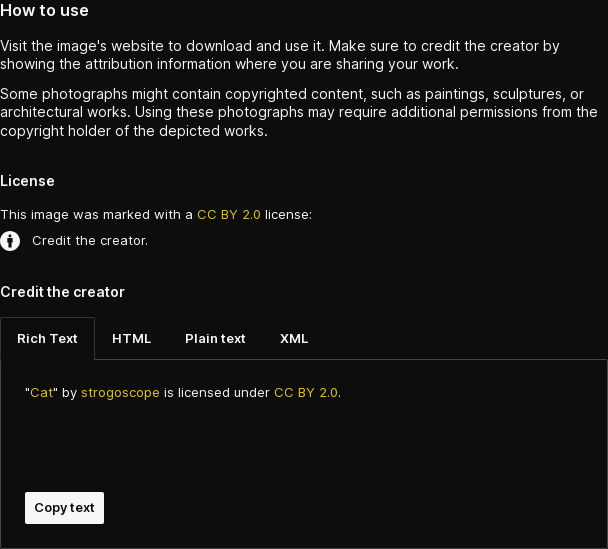 How to use
Visit the image's website to download and use it. Make sure to credit the creator by
showing the attribution information where you are sharing your work.
Some photographs might contain copyrighted content, such as paintings, sculptures, or
architectural works. Using these photographs may require additional permissions from the
copyright holder of the depicted works.
License
This image was marked with a CC BY 2.0 license:
Credit the creator.
Credit the creator
Rich Text HTML Plain text XML
"Cat" by strogoscope is licensed under CC BY 2.0.
Copy text